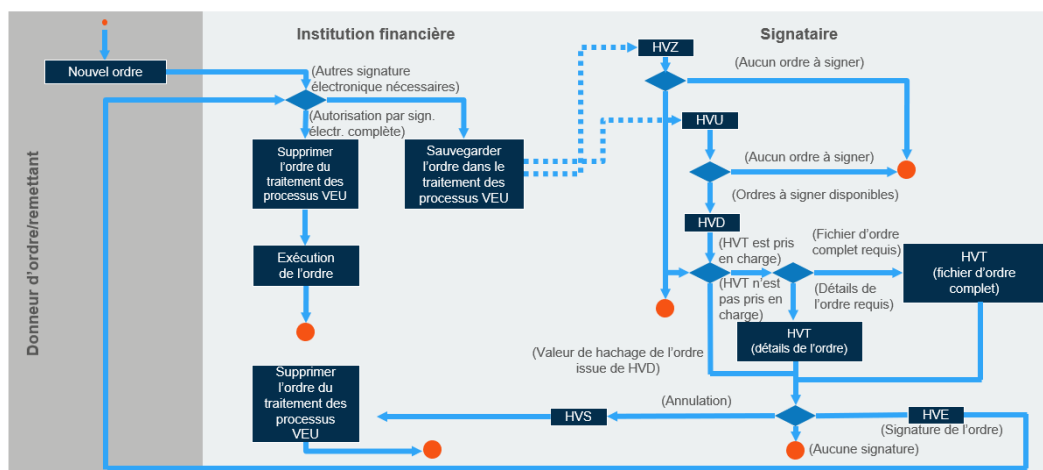 Donneur d'ordre/remettant
Institution financière
Signataire
Nouvel ordre
(Autres signature
électronique nécessaires)
(Autorisation par sign.
électr. complète)
Supprimer
l'ordre du
traitement des
processus VEU
Sauvegarder
l'ordre dans le
traitement des
processus VEU
Exécution
de l'ordre
HVZ
(Aucun ordre à signer)
HVU
(Aucun ordre à signer)
(Ordres à signer disponibles)
HVD
(HVT est pris
en charge)
(HVT n'est
pas pris en
charge)
(Fichier d'ordre
complet requis)
(Détails de
l'ordre requis)
HVT
(fichier d'ordre
complet)
HVT
(détails de l'ordre)
(Valeur de hachage de l'ordre
issue de HVD)
Supprimer
l'ordre du
traitement des
processus
VEU
(Annulation)
HVS
HVE
(Signature de l'ordre)
(Aucune signature)